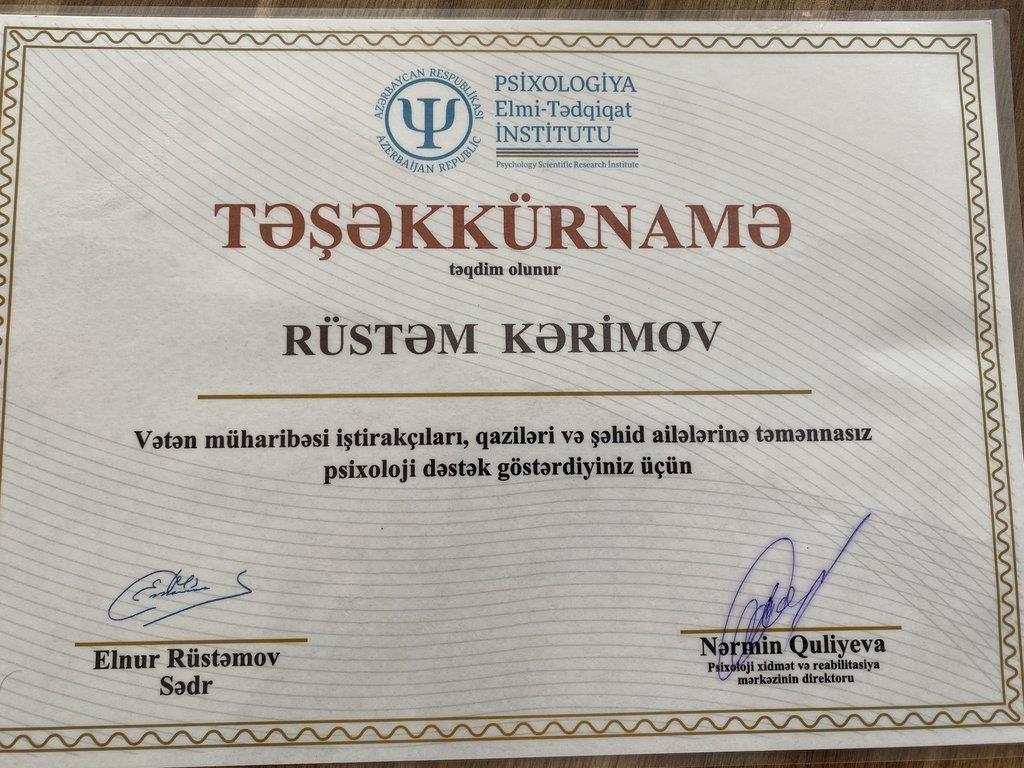 AZƏRBAYCAN RESPUBLİKASI
AZERBAIJAN REPUBLIC
PSİXOLOGİYA
Elmi-Tədqiqat
İNSTİTUTU
Psychology Scientific Research Institute
TƏŞƏKKÜRNAMƏ
təqdim olunur
RÜSTƏM KƏRİMOV
Vətən müharibəsi iştirakçıları, qaziləri və şəhid ailələrinə təmənnasız
psixoloji dəstək göstərdiyiniz üçün
Elnur Rüstəmov
Sədr
Nərmin Quliyeva
Psixoloji xidmət və reabilitasiya
mərkəzinin direktoru